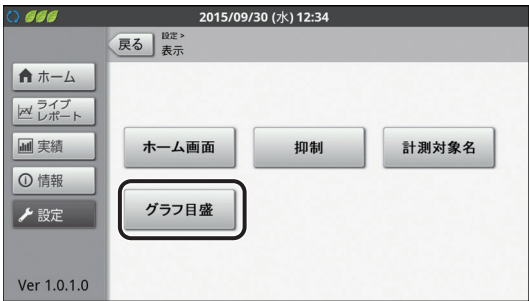 2015/09/30 (水) 12:34
戻る
設定 >
表示
ホーム
ライブ
レポート
実績
情報
設定
Ver 1.0.1.0
ホーム画面
抑制
計測対象名
グラフ目盛